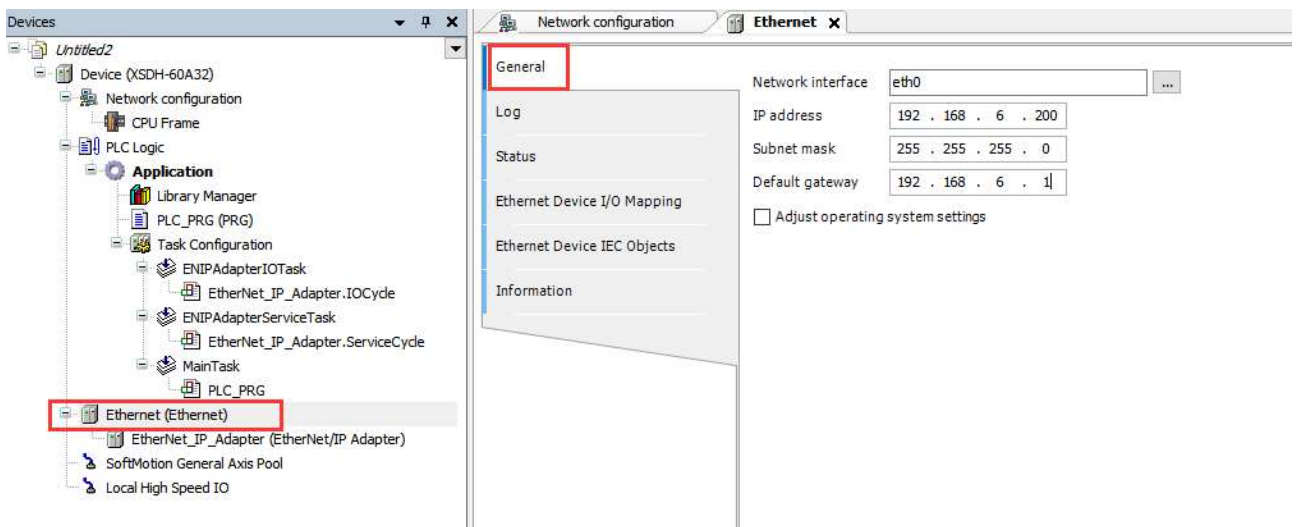 Devices
Untitled2
Device (XSDH-60A32)
Network configuration
CPU Frame
PLC Logic
Application
Library Manager
PLC_PRG (PRG)
Task Configuration
ENIPAdapterIOTask
EtherNet_IP_Adapter.IOCycle
ENIPAdapterServiceTask
EtherNet_IP_Adapter.ServiceCycle
MainTask
PLC_PRG
Ethernet (Ethernet)
EtherNet_IP_Adapter (EtherNet/IP Adapter)
SoftMotion General Axis Pool
Local High Speed IO
Network configuration
Ethernet
General
Log
Status
Ethernet Device I/O Mapping
Ethernet Device IEC Objects
Information
Network interface eth0 ...
IP address 192 . 168 . 6 . 200
Subnet mask 255 . 255 . 255 . 0
Default gateway 192 . 168 . 6 . 1
Adjust operating system settings